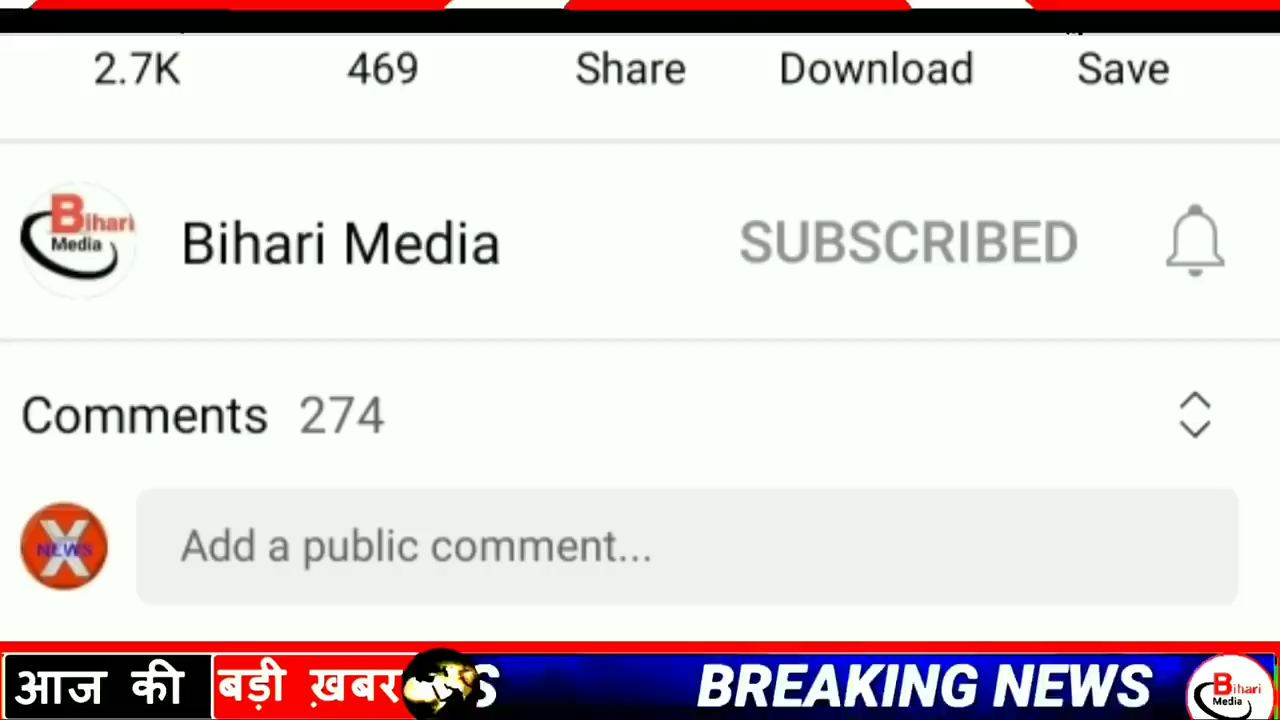 2.7K 469 Share Download Save
Bihari Media
Bihari Media SUBSCRIBED
Comments 274
X NEWS
Add a public comment...
आज की बड़ी ख़बर S BREAKING NEWS
Bihari Media